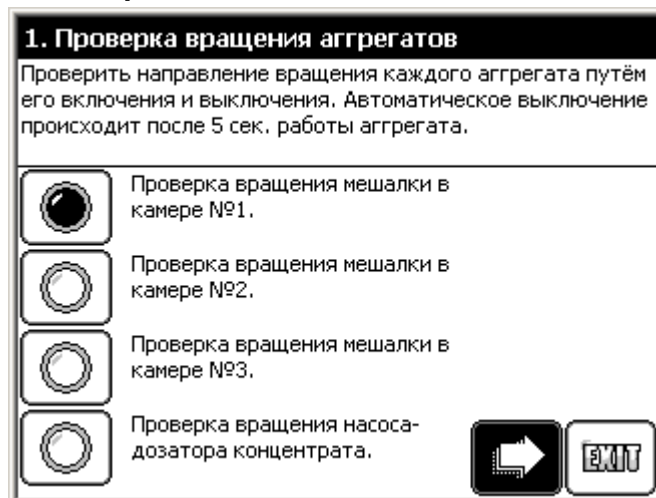 1. Проверка вращения аггрегатов
Проверить направление вращения каждого аггрегата путём
его включения и выключения. Автоматическое выключение
происходит после 5 сек. работы аггрегата.
Проверка вращения мешалки в
камере №1.
Проверка вращения мешалки в
камере №2.
Проверка вращения мешалки в
камере №3.
Проверка вращения насоса-
дозатора концентрата.
EXIT